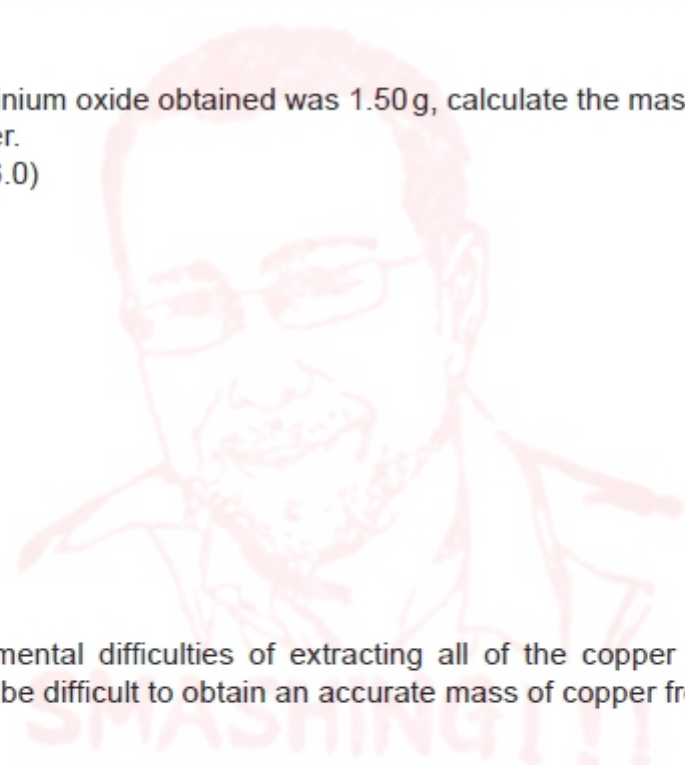 nium oxide obtained was 1.50 g, calculate the mas
er.
.0)
mental difficulties of extracting all of the copper
be difficult to obtain an accurate mass of copper fr
SMASHING!!!